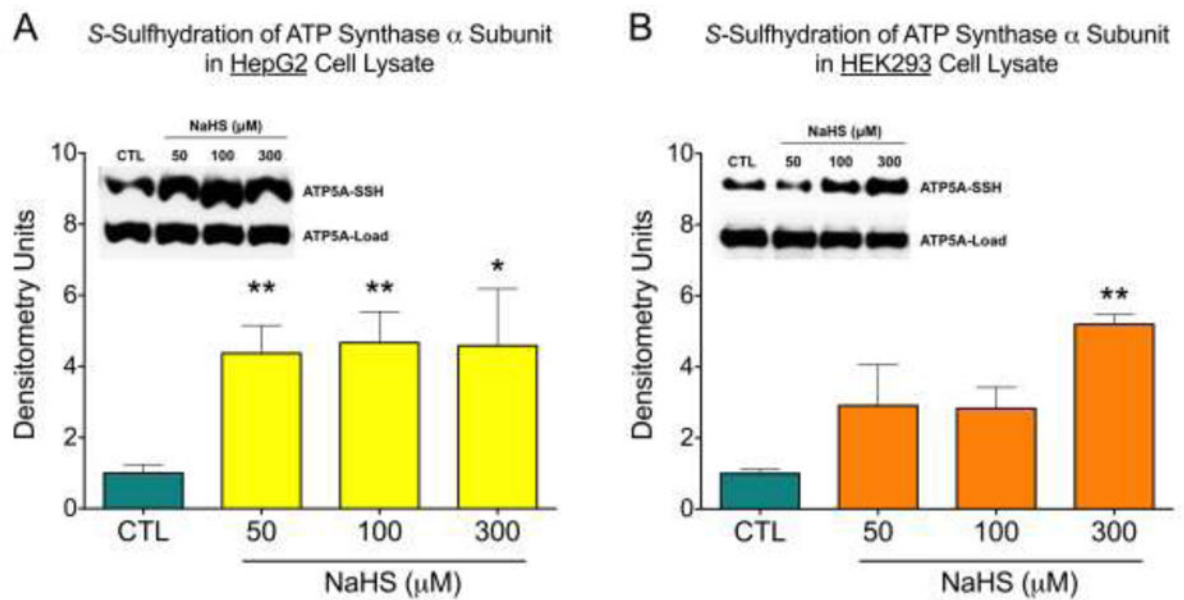 A
S-Sulfhydration of ATP Synthase α Subunit
in HepG2 Cell Lysate
NaHS (µM)
CTL 50 100 300
ATP5A-SSH
ATP5A-Load
Densitometry Units
10
8
6
4
2
0
** ** *
CTL 50 100 300
NaHS (µM)
B
S-Sulfhydration of ATP Synthase α Subunit
in HEK293 Cell Lysate
NaHS (µM)
CTL 50 100 300
ATP5A-SSH
ATP5A-Load
Densitometry Units
10
8
6
4
2
0
**
CTL 50 100 300
NaHS (µM)